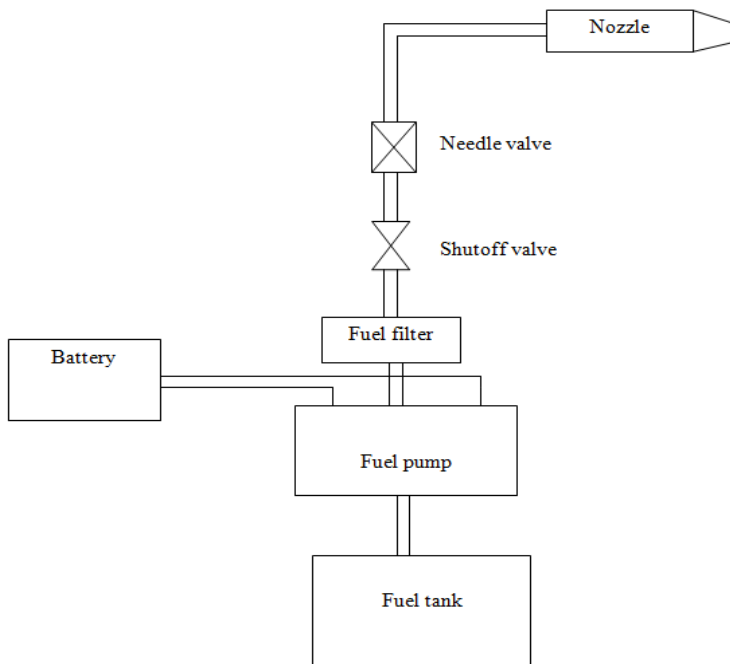 Nozzle
Needle valve
Shutoff valve
Fuel filter
Battery
Fuel pump
Fuel tank